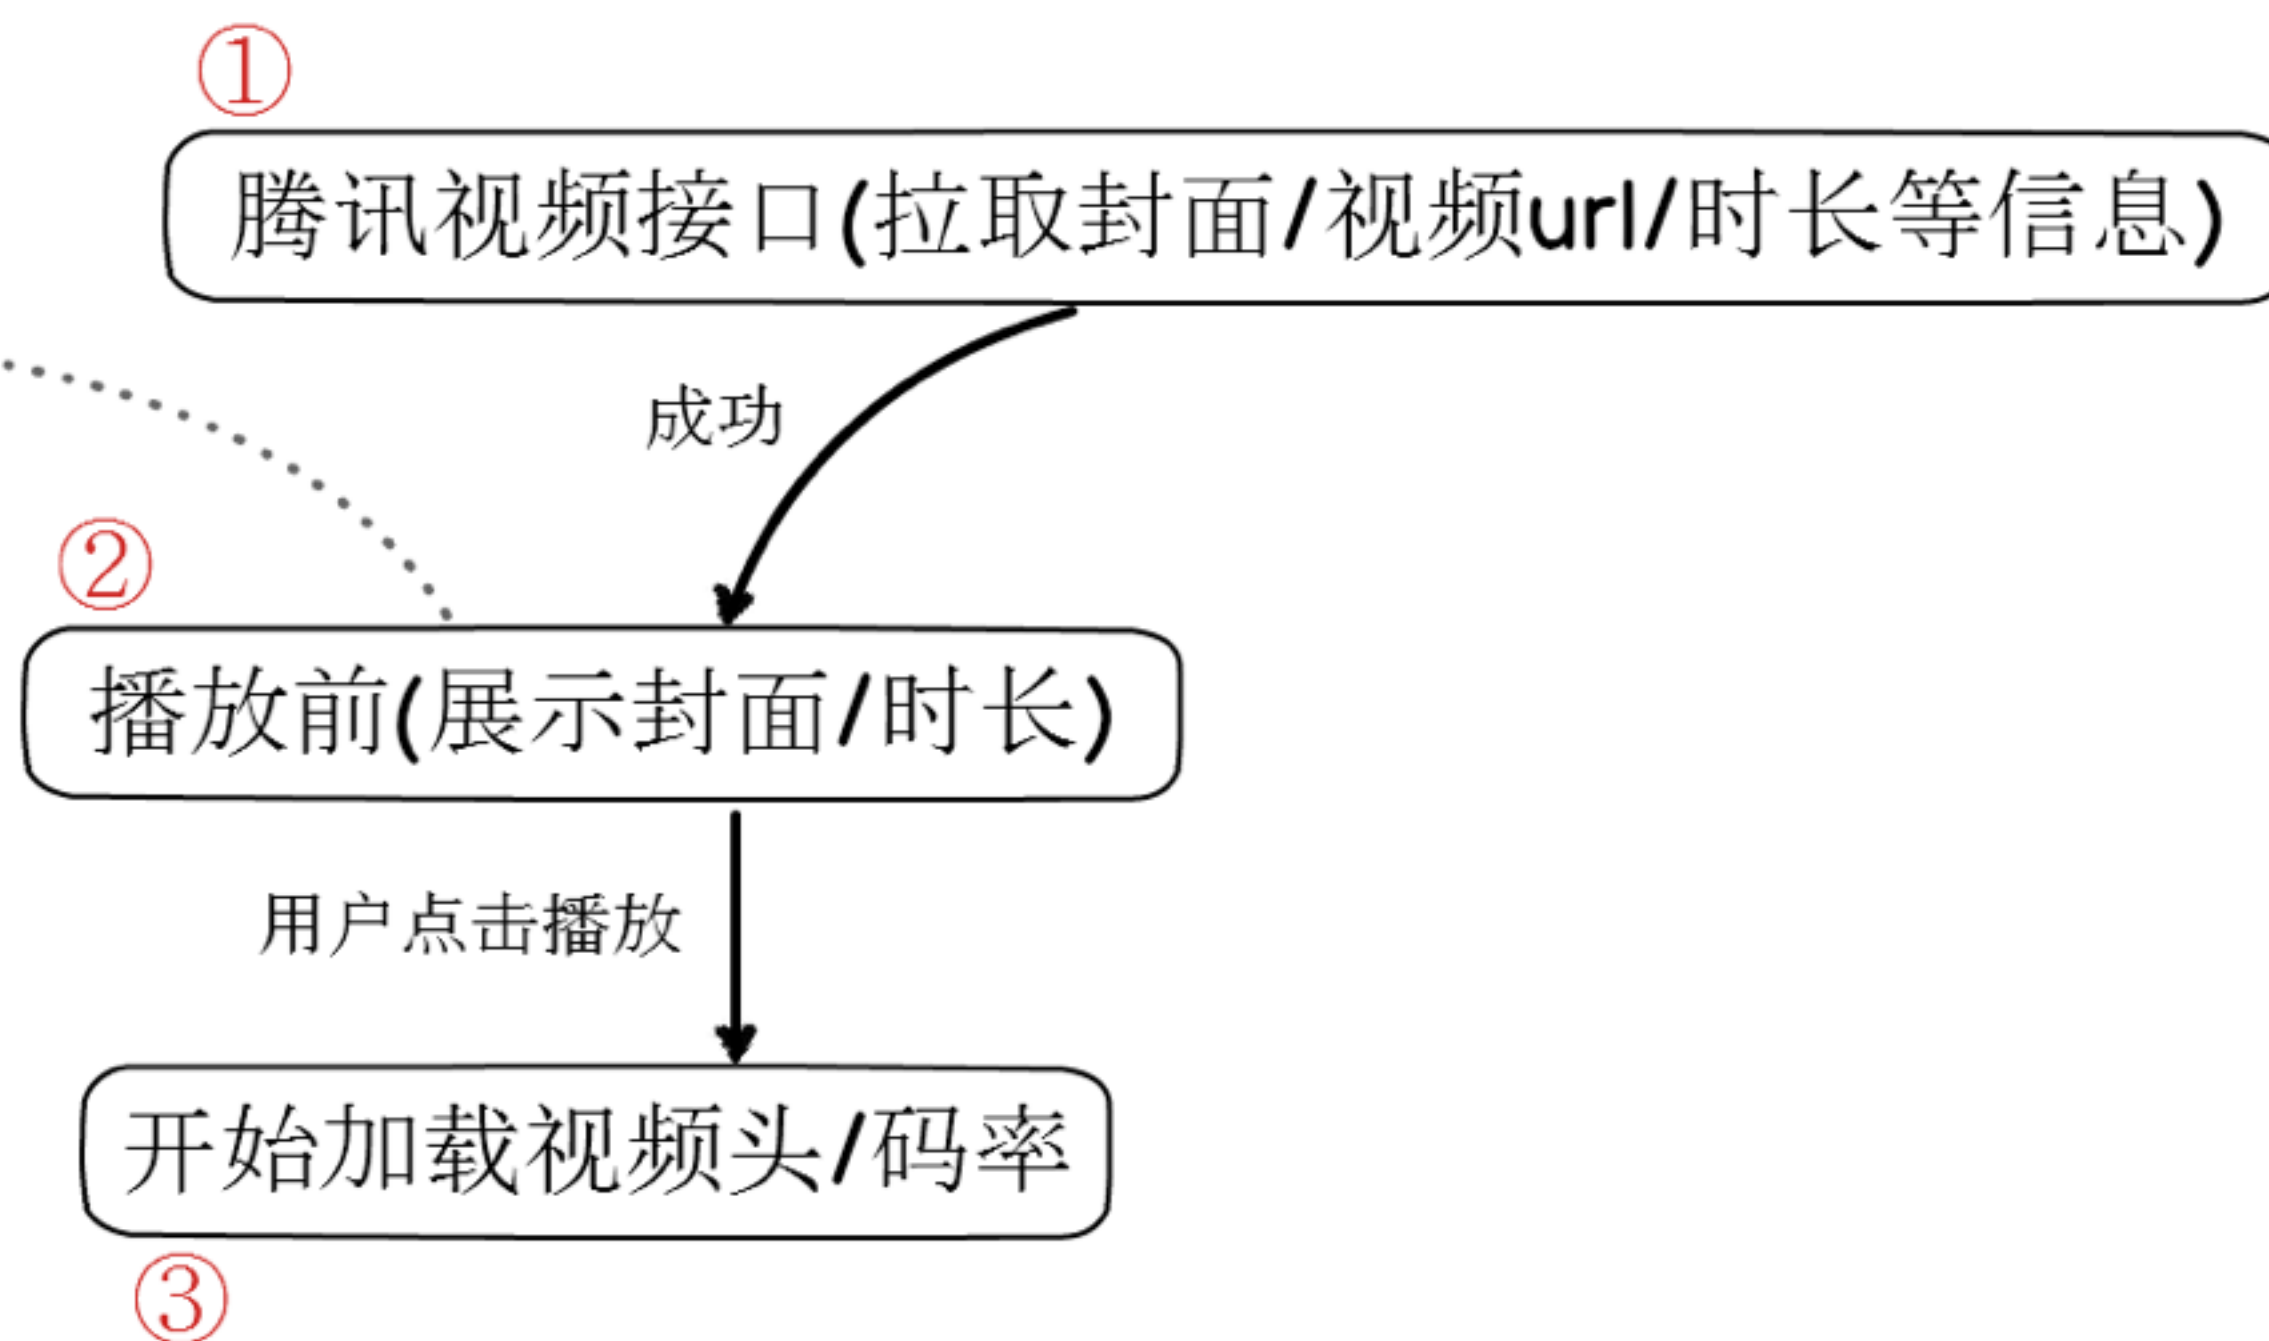 ①
腾讯视频接口(拉取封面/视频url/时长等信息)
成功
②
播放前(展示封面/时长)
用户点击播放
开始加载视频头/码率
③